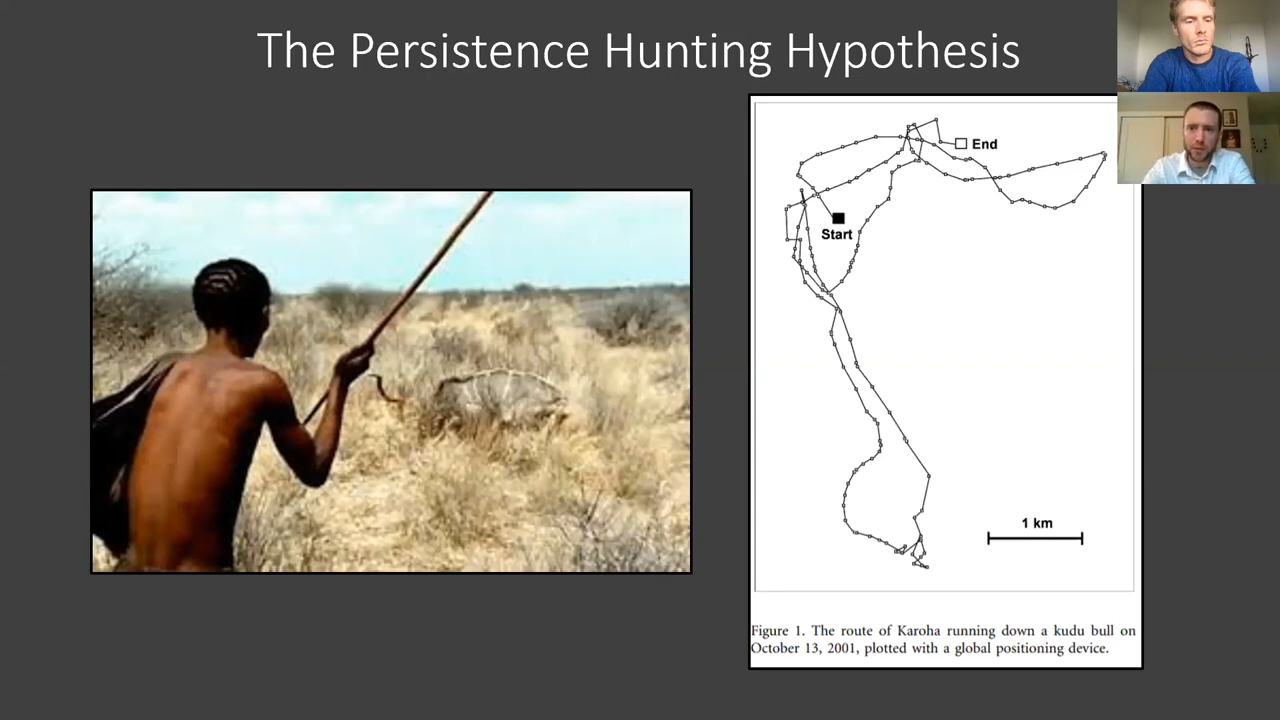 The Persistence Hunting Hypothesis
End
Start
1 km
Figure 1. The route of Karoha running down a kudu bull on
October 13, 2001, plotted with a global positioning device.